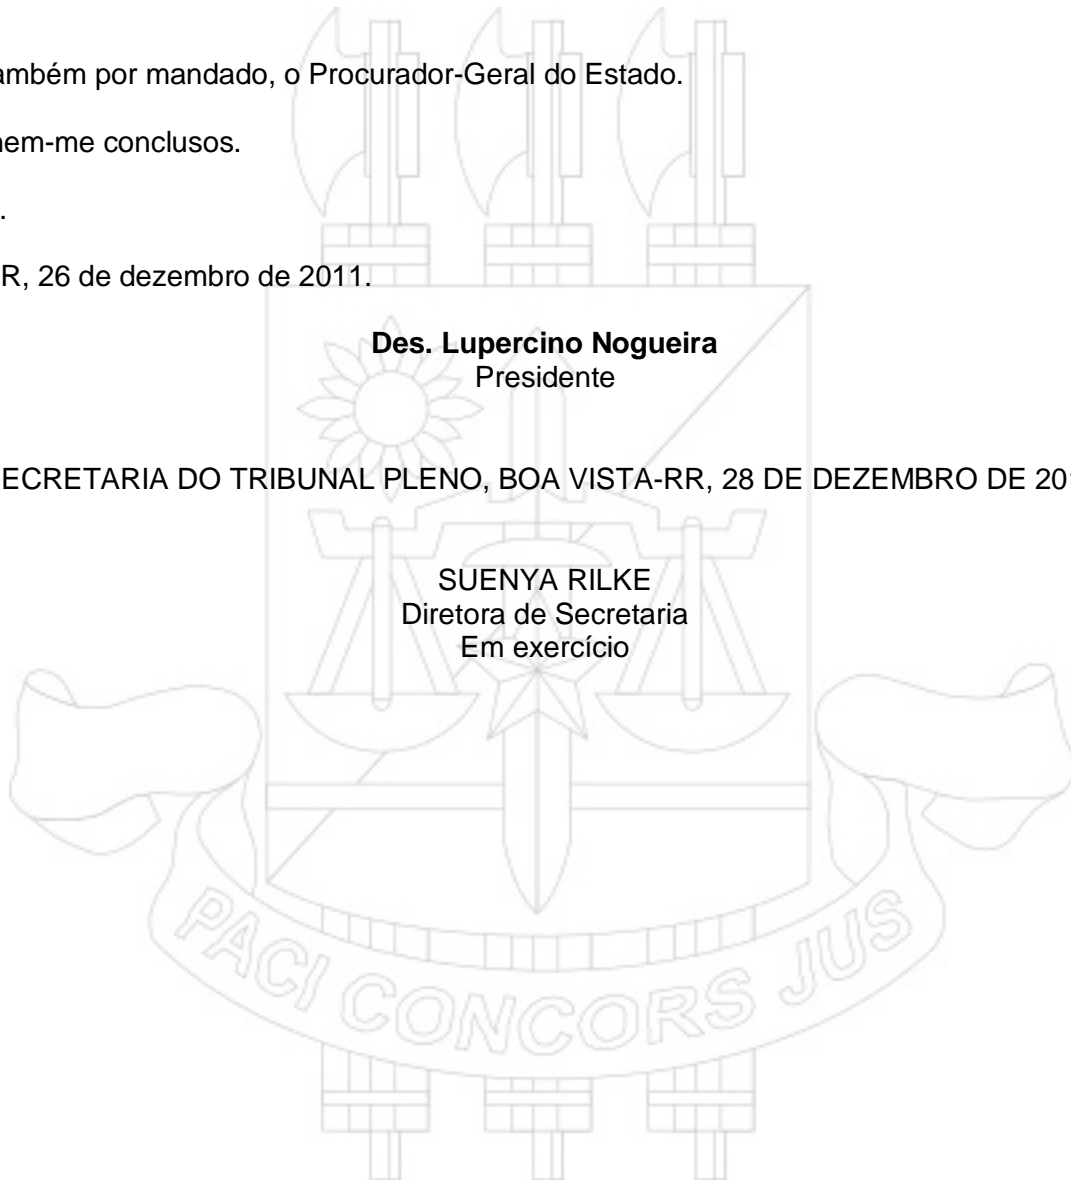 ambém por mandado, o Procurador-Geral do Estado.
nem-me conclusos.
.
R, 26 de dezembro de 2011.
Des. Lupercino Nogueira
Presidente
ECRETARIA DO TRIBUNAL PLENO, BOA VISTA-RR, 28 DE DEZEMBRO DE 20
SUENYA RILKE
Diretora de Secretaria
Em exercício
PACI CONCORS JUS